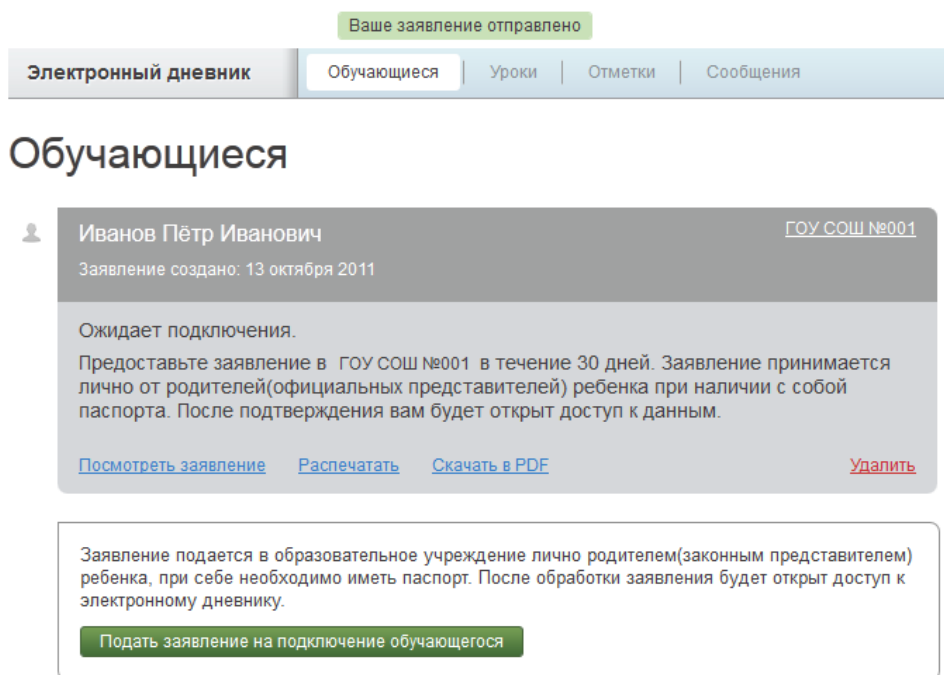 Ваше заявление отправлено
Электронный дневник Обучающиеся Уроки Отметки Сообщения
Обучающиеся
Иванов Пётр Иванович ГОУ СОШ №001
Заявление создано: 13 октября 2011
Ожидает подключения.
Предоставьте заявление в ГОУ СОШ №001 в течение 30 дней. Заявление принимается
лично от родителей(официальных представителей) ребенка при наличии с собой
паспорта. После подтверждения вам будет открыт доступ к данным.
Посмотреть заявление Распечатать Скачать в PDF Удалить
Заявление подается в образовательное учреждение лично родителем(законным представителем)
ребенка, при себе необходимо иметь паспорт. После обработки заявления будет открыт доступ к
электронному дневнику.
Подать заявление на подключение обучающегося